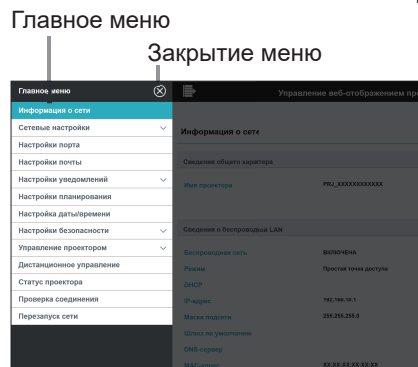 Главное меню
Закрытие меню
Главное меню
Управление веб-отображением про
Информация о сети
Сетевые настройки
Настройки порта
Настройки почты
Настройки уведомлений
Настройки планирования
Настройка даты/времени
Настройки безопасности
Управление проектором
Дистанционное управление
Статус проектора
Проверка соединения
Перезапуск сети
Информация о сети
Сведения общего характера
Имя проектора PRJ_XXXXXXXXXXXX
Сведения о беспроводной LAN
Беспроводная сеть ВКЛЮЧЕНА
Режим Простая точка доступа
DHCP
IP-адрес 192.168.10.1
Маска подсети 255.255.255.0
Шлюз по умолчанию
DNS-сервер
MAC-адрес XX:XX:XX:XX:XX:XX